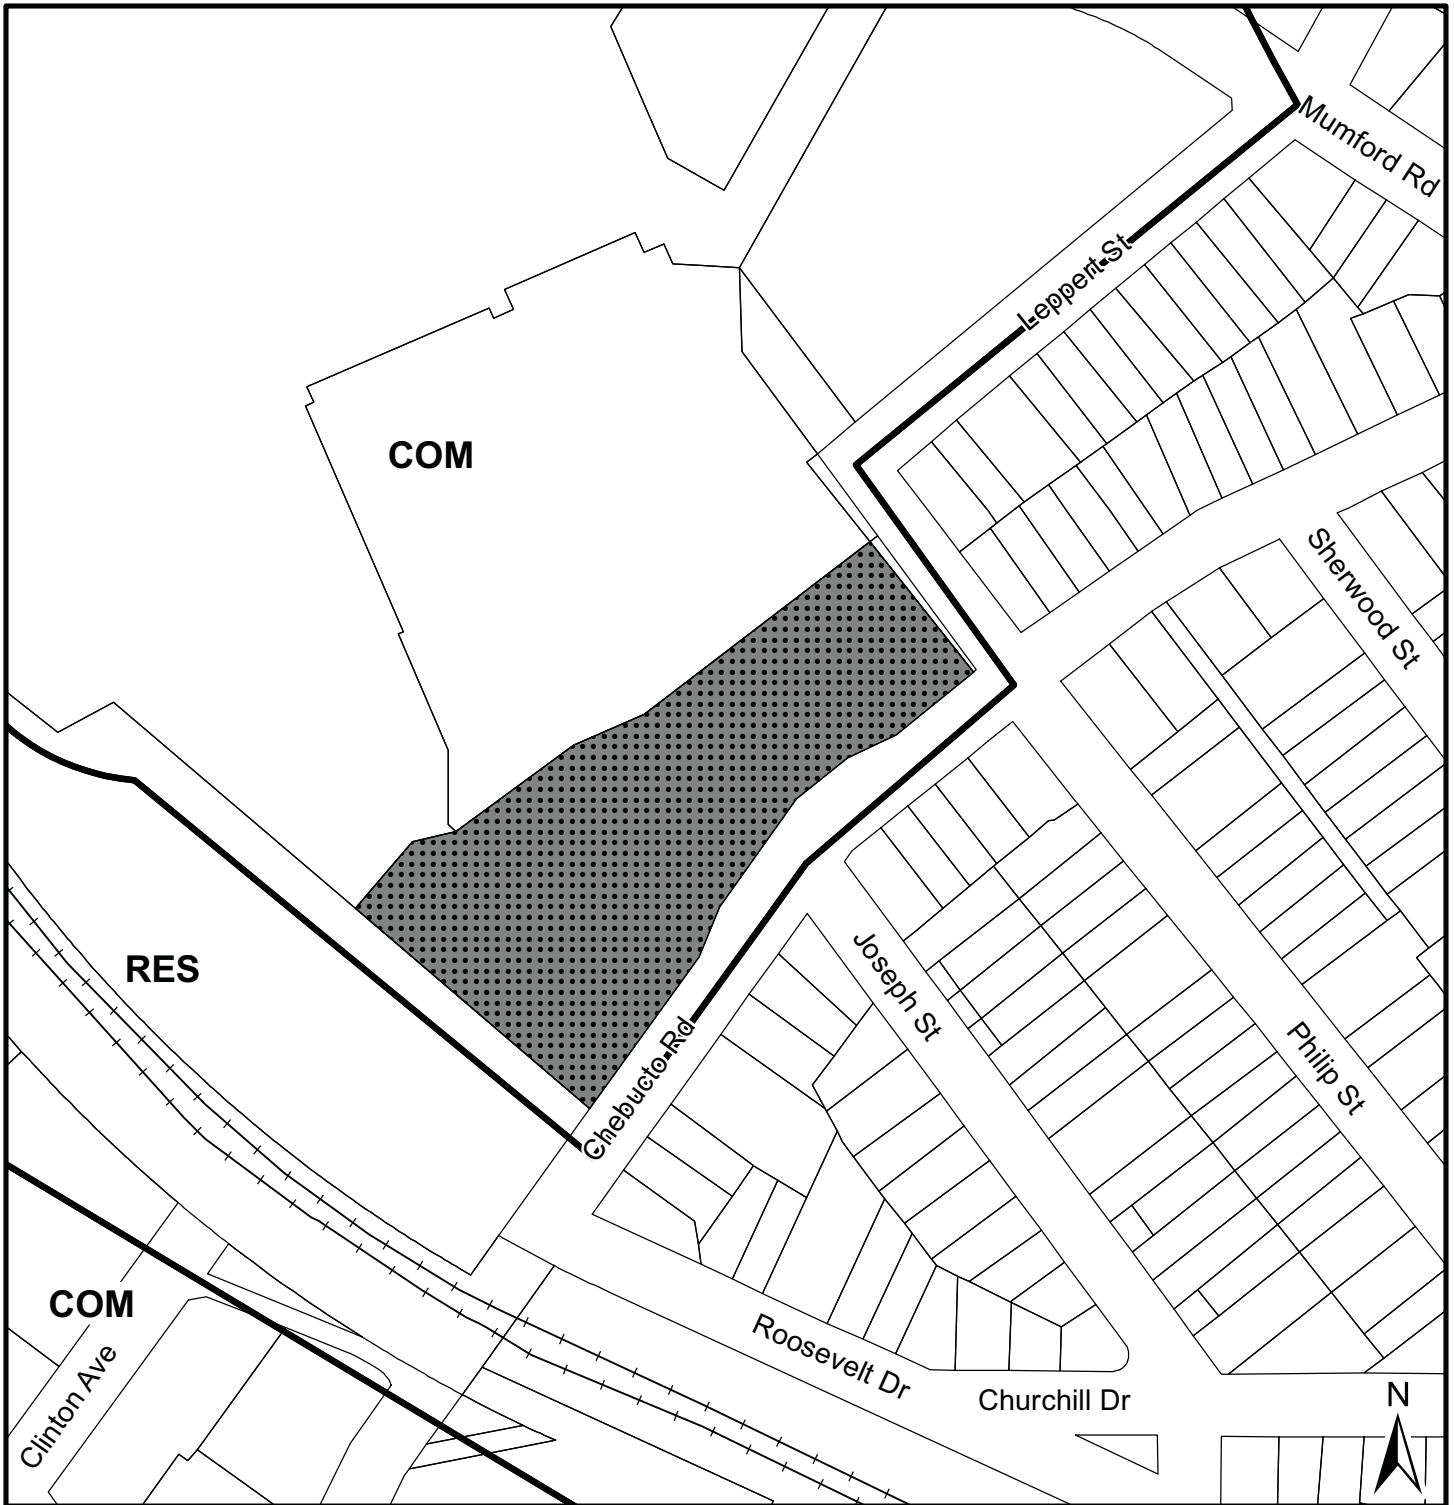 Mumford Rd
Leppert St
COM
Sherwood St
RES
Joseph St
Philip St
Chebucto Rd
COM
Clinton Ave
Roosevelt Dr
Churchill Dr
N